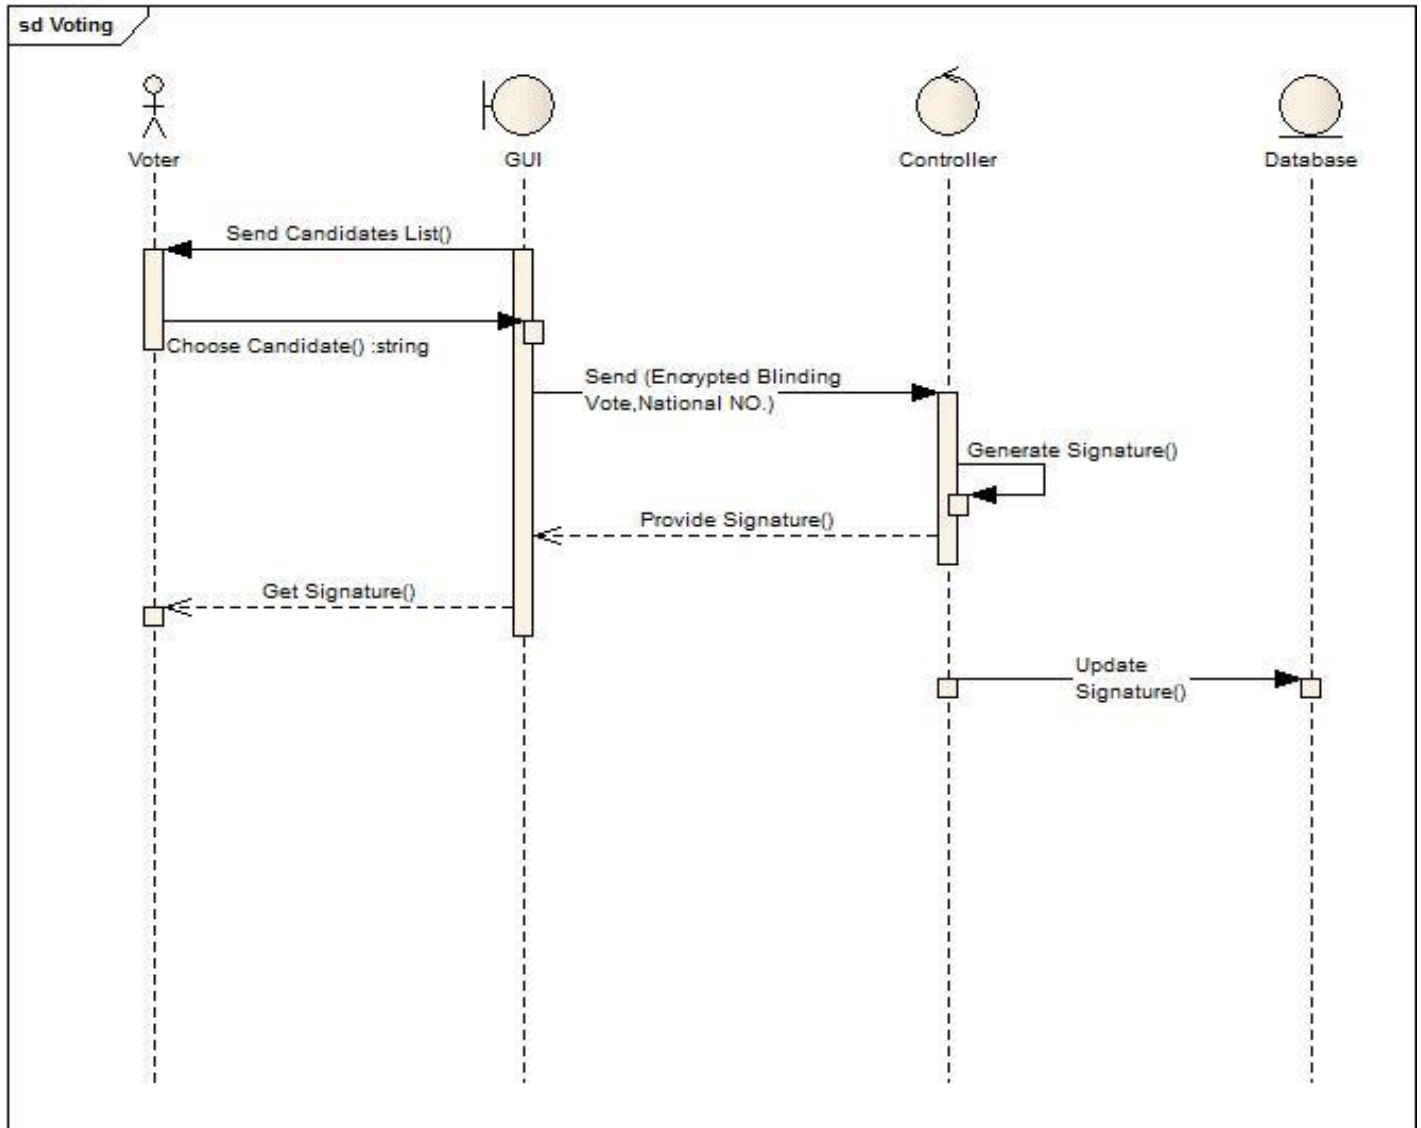 sd Voting
Voter
GUI
Controller
Database
Send Candidates List()
Choose Candidate() :string
Send (Encrypted Blinding
Vote,National NO.)
Generate Signature()
Provide Signature()
Get Signature()
Update
Signature()